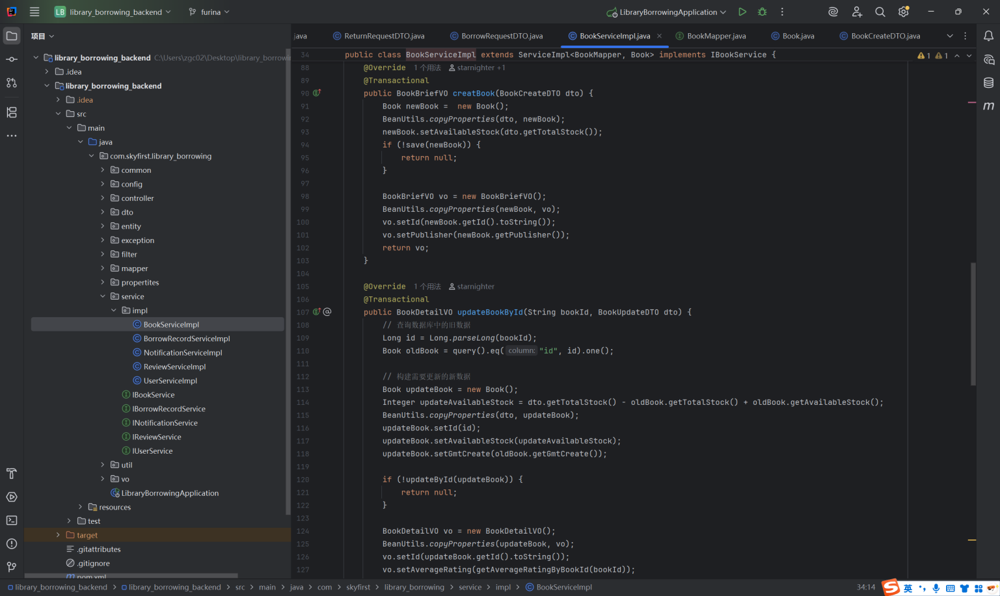 LB library_borrowing_backend furina LibraryBorrowingApplication
项目
library_borrowing_backend C:\Users\zgc02\Desktop\library_borrowin
.idea
library_borrowing_backend
.idea
src
main
java
com.skyfirst.library_borrowing
common
config
controller
dto
entity
exception
filter
mapper
propertites
service
impl
BookServiceImpl
BorrowRecordServiceImpl
NotificationServiceImpl
ReviewServiceImpl
UserServiceImpl
IBookService
IBorrowRecordService
INotificationService
IReviewService
IUserService
util
vo
LibraryBorrowingApplication
resources
test
target
.gitattributes
.gitignore
pom.xml
java ReturnRequestDTO.java BorrowRequestDTO.java BookServiceImpl.java BookMapper.java Book.java BookCreateDTO.java
34 public class BookServiceImpl extends ServiceImpl<BookMapper, Book> implements IBookService { 1 1
88 @Override 1 个用法 starnighter +1
89 @Transactional
90 public BookBriefVO creatBook(BookCreateDTO dto) {
91 Book newBook =  new Book();
92 BeanUtils.copyProperties(dto, newBook);
93 newBook.setAvailableStock(dto.getTotalStock());
94 if (!save(newBook)) {
95 return null;
96 }
97
98 BookBriefVO vo = new BookBriefVO();
99 BeanUtils.copyProperties(newBook, vo);
100 vo.setId(newBook.getId().toString());
101 vo.setPublisher(newBook.getPublisher());
102 return vo;
103 }
104
105 @Override 1 个用法 starnighter
106 @Transactional
107 public BookDetailVO updateBookById(String bookId, BookUpdateDTO dto) {
108 // 查询数据库中的旧数据
109 Long id = Long.parseLong(bookId);
110 Book oldBook = query().eq( column: "id", id).one();
111
112 // 构建需要更新的新数据
113 Book updateBook = new Book();
114 Integer updateAvailableStock = dto.getTotalStock() - oldBook.getTotalStock() + oldBook.getAvailableStock();
115 BeanUtils.copyProperties(dto, updateBook);
116 updateBook.setId(id);
117 updateBook.setAvailableStock(updateAvailableStock);
118 updateBook.setGmtCreate(oldBook.getGmtCreate());
119
120 if (!updateById(updateBook)) {
121 return null;
122 }
123
124 BookDetailVO vo = new BookDetailVO();
125 BeanUtils.copyProperties(updateBook, vo);
126 vo.setId(updateBook.getId().toString());
127 vo.setAverageRating(getAverageRatingByBookId(bookId));
library_borrowing_backend > library_borrowing_backend > src > main > java > com > skyfirst > library_borrowing > service > impl > BookServiceImpl 34:14 英